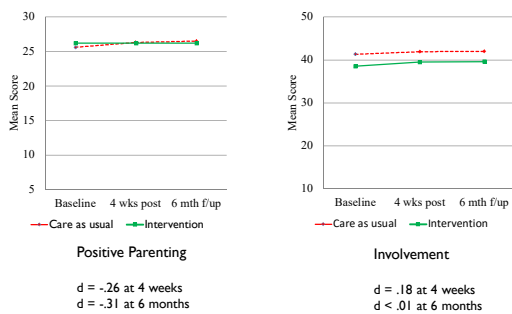 30
25
20
15
10
5
Mean Score
Baseline 4 wks post 6 mth f/up
Care as usual Intervention
Positive Parenting
d = -.26 at 4 weeks
d = -.31 at 6 months
50
40
30
20
10
Mean Score
Baseline 4 wks post 6 mth f/up
Care as usual Intervention
Involvement
d = .18 at 4 weeks
d < .01 at 6 months